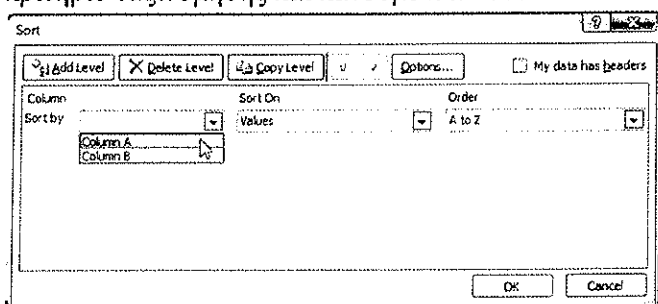 Sort
Add Level Delete Level Copy Level Options... My data has headers
Column Sort On Order
Sort by Values A to Z
Column A
Column B
OK Cancel